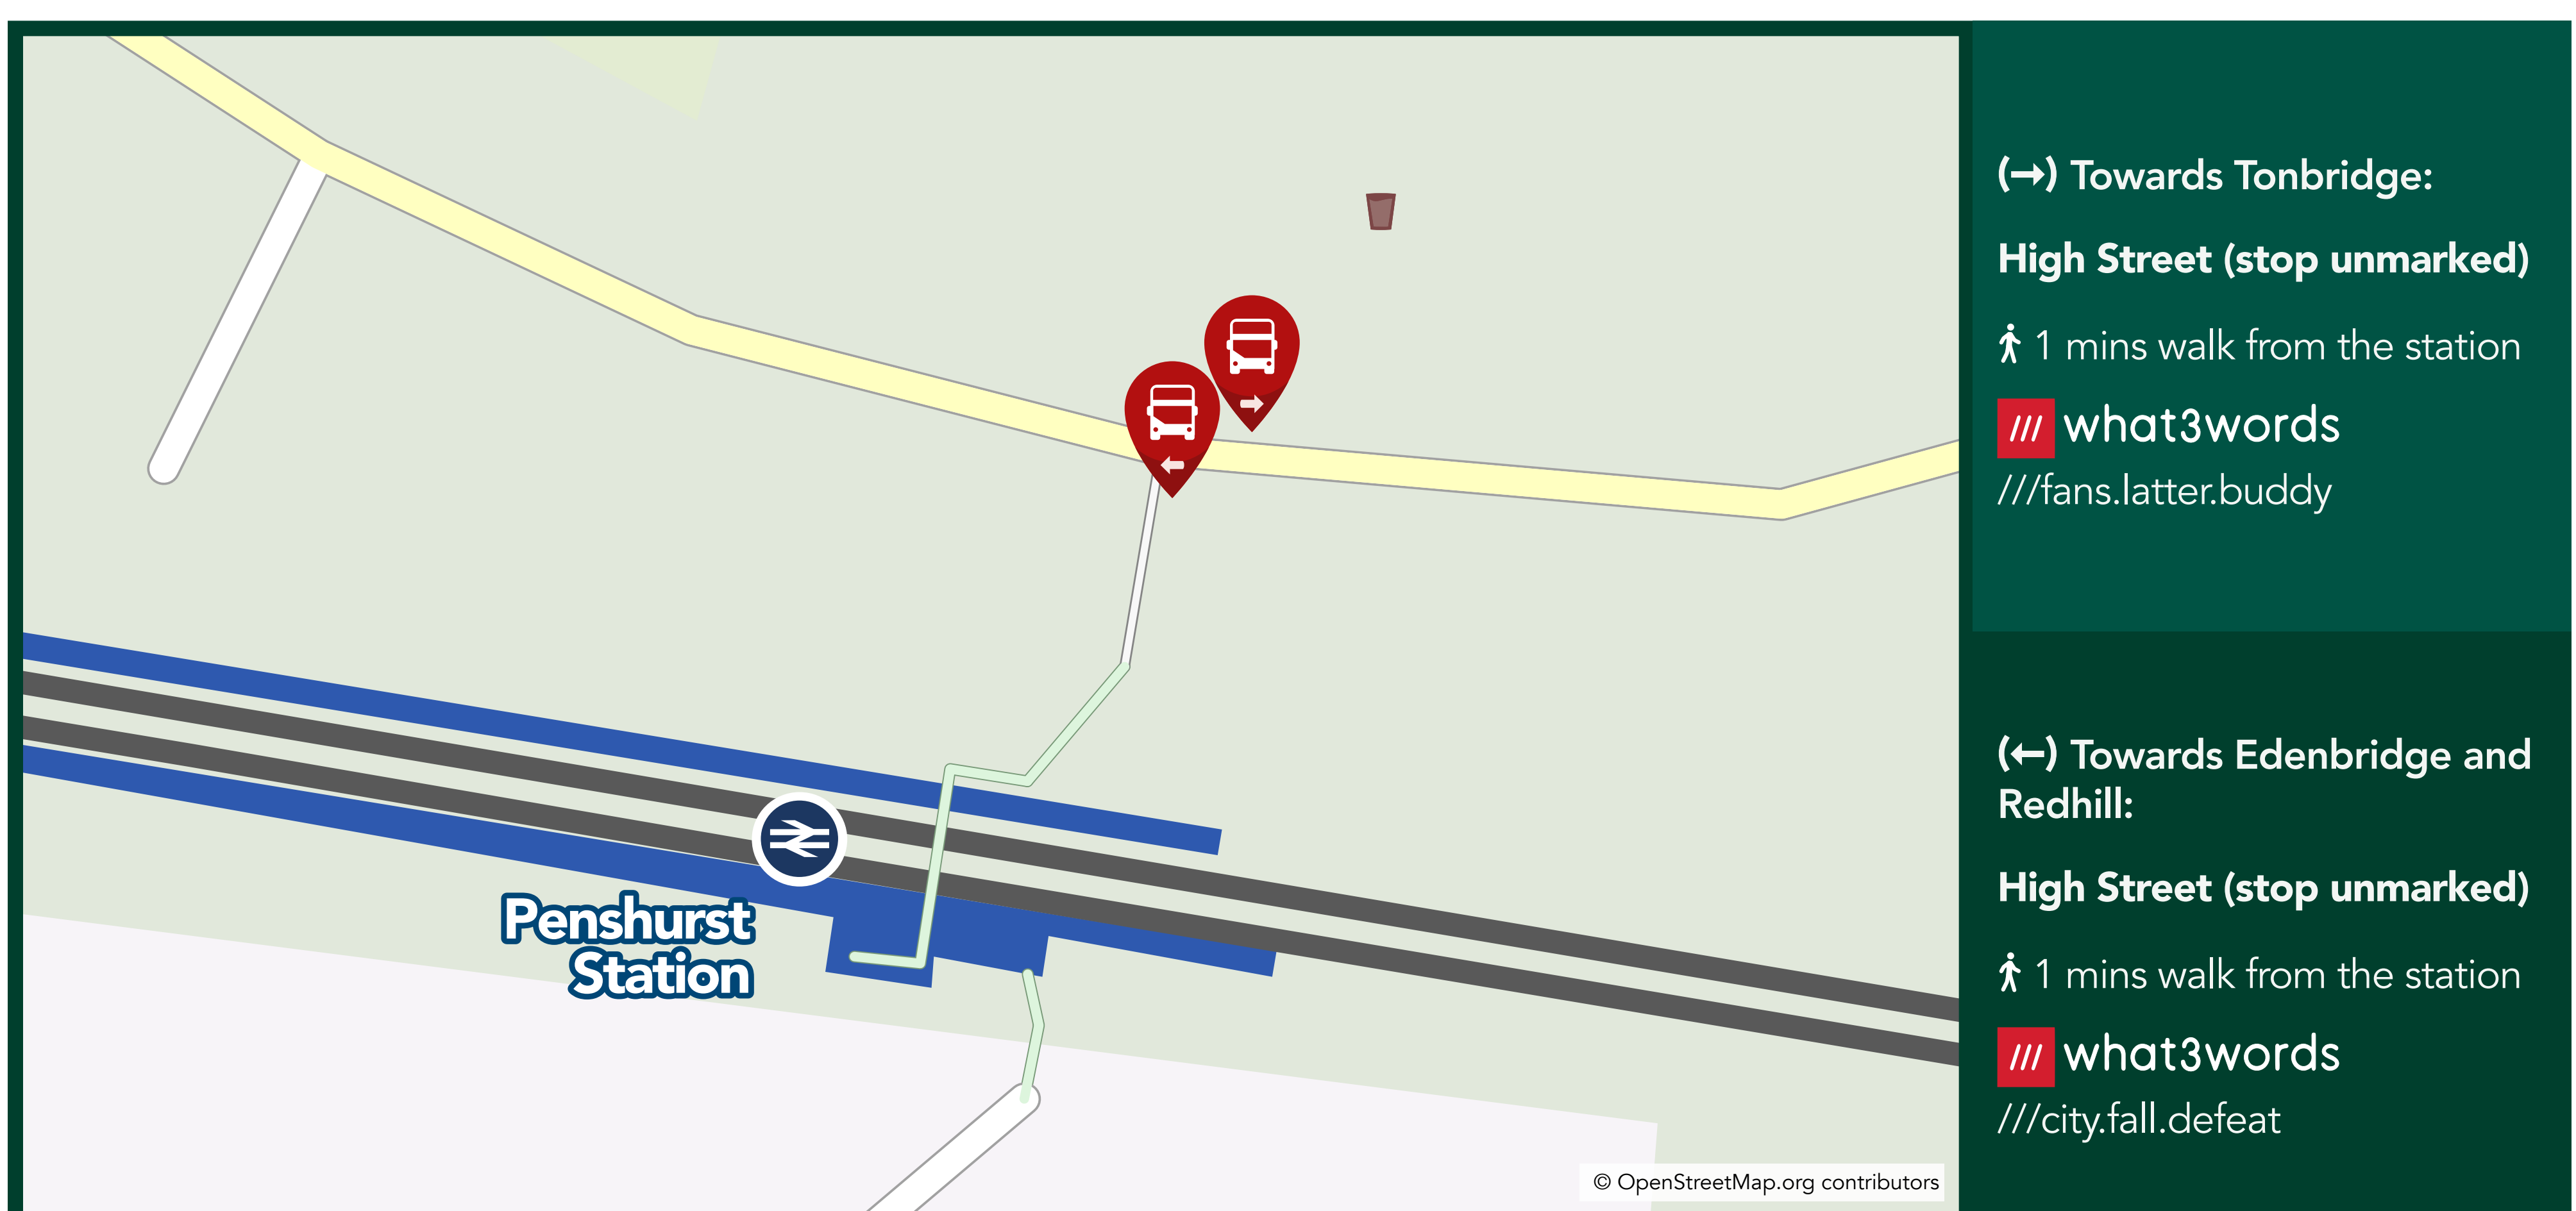 Penshurst
Station
© OpenStreetMap.org contributors
(→) Towards Tonbridge:
High Street (stop unmarked)
1 mins walk from the station
/// what3words
///fans.latter.buddy
(←) Towards Edenbridge and
Redhill:
High Street (stop unmarked)
1 mins walk from the station
/// what3words
///city.fall.defeat